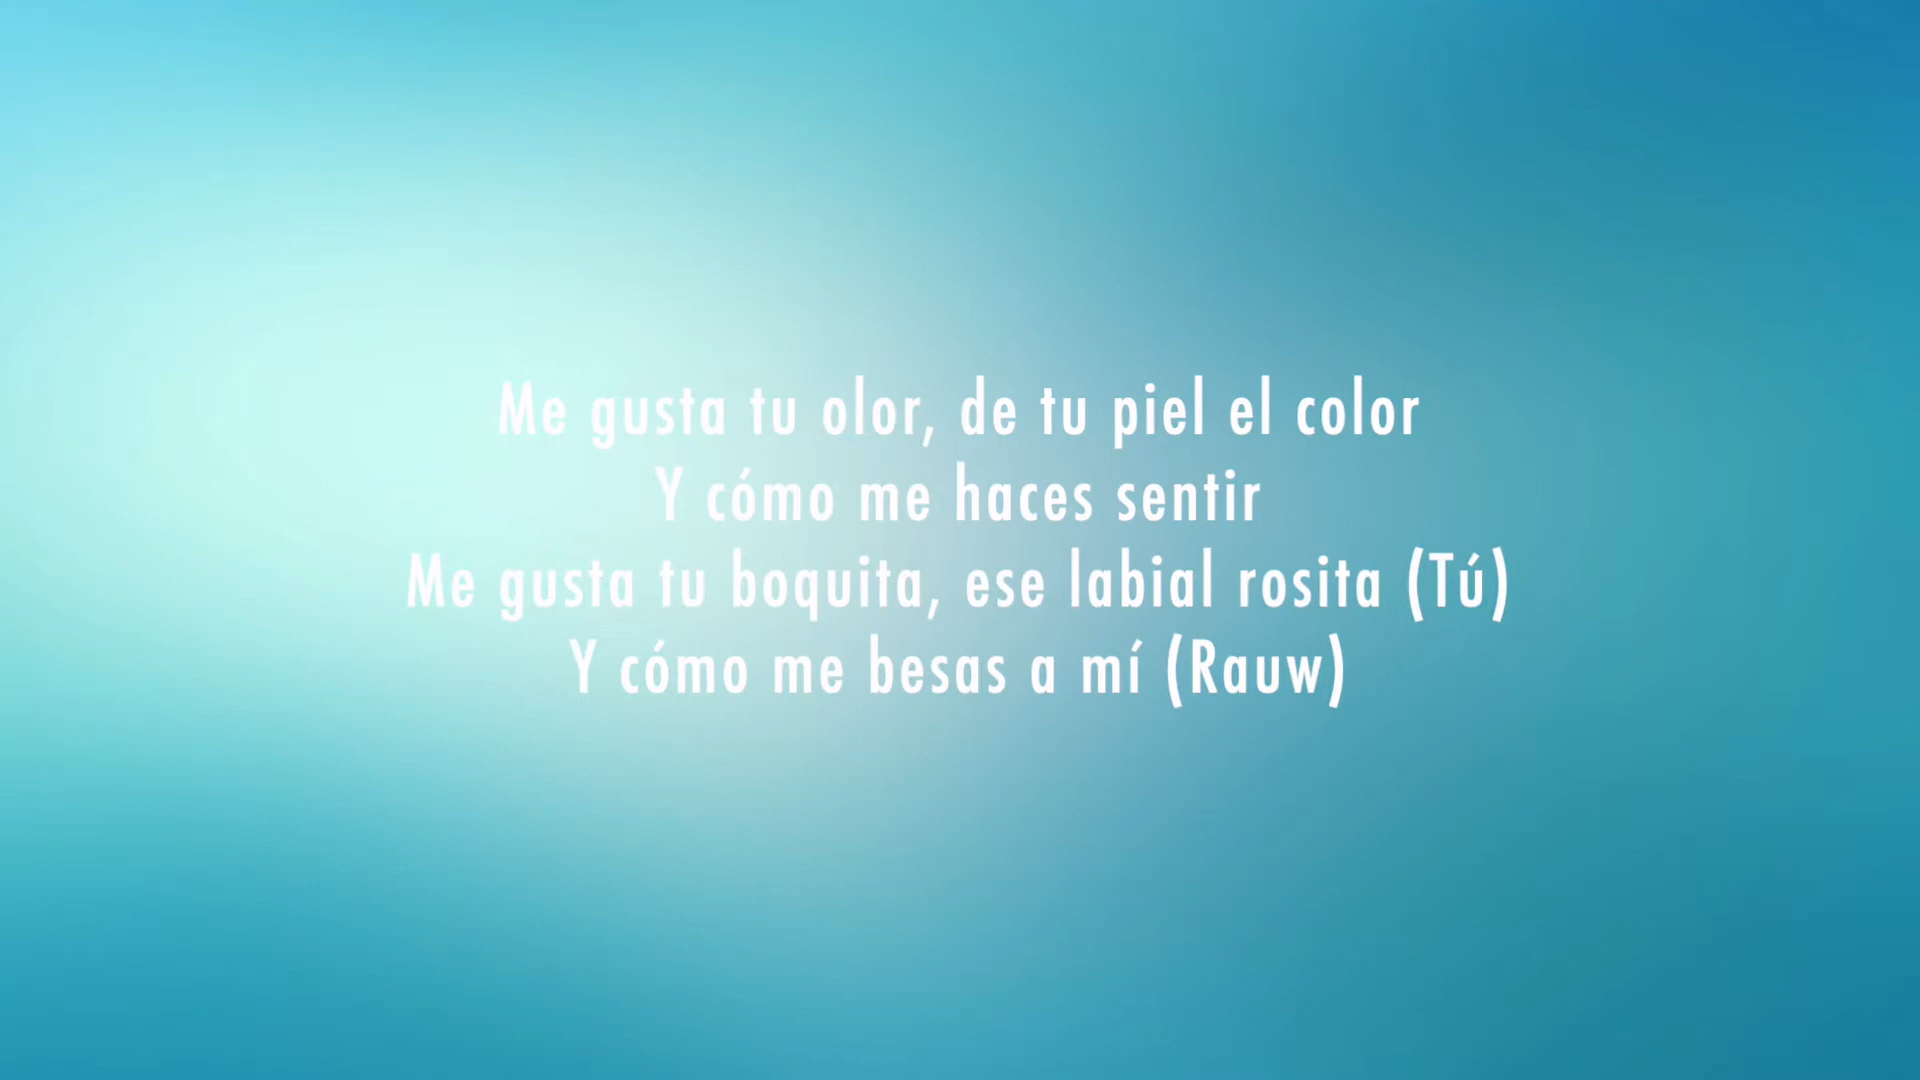 Me gusta tu olor, de tu piel el color
Y cómo me haces sentir
Me gusta tu boquita, ese labial rosita (Tú)
Y cómo me besas a mí (Rauw)